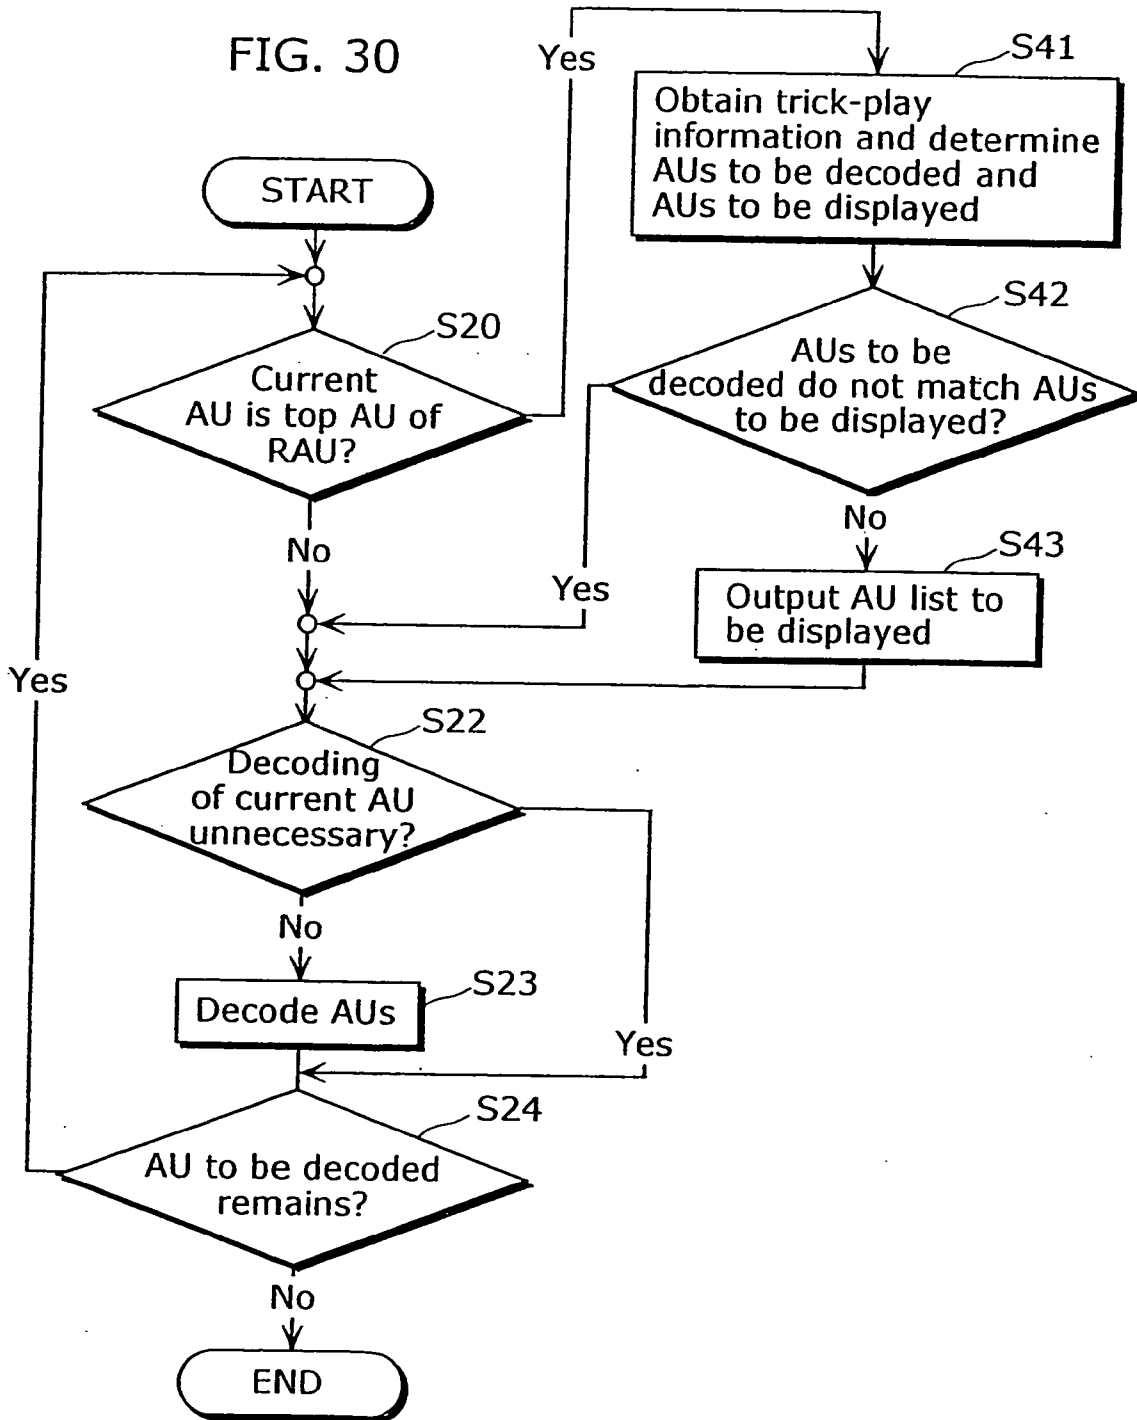 FIG. 30
START
Yes
S41
Obtain trick-play
information and determine
AUs to be decoded and
AUs to be displayed
S20
Current
AU is top AU of
RAU?
No
S42
AUs to be
decoded do not match AUs
to be displayed?
Yes
No
S43
Output AU list to
be displayed
Yes
S22
Decoding
of current AU
unnecessary?
No
Yes
S23
Decode AUs
S24
AU to be decoded
remains?
No
END